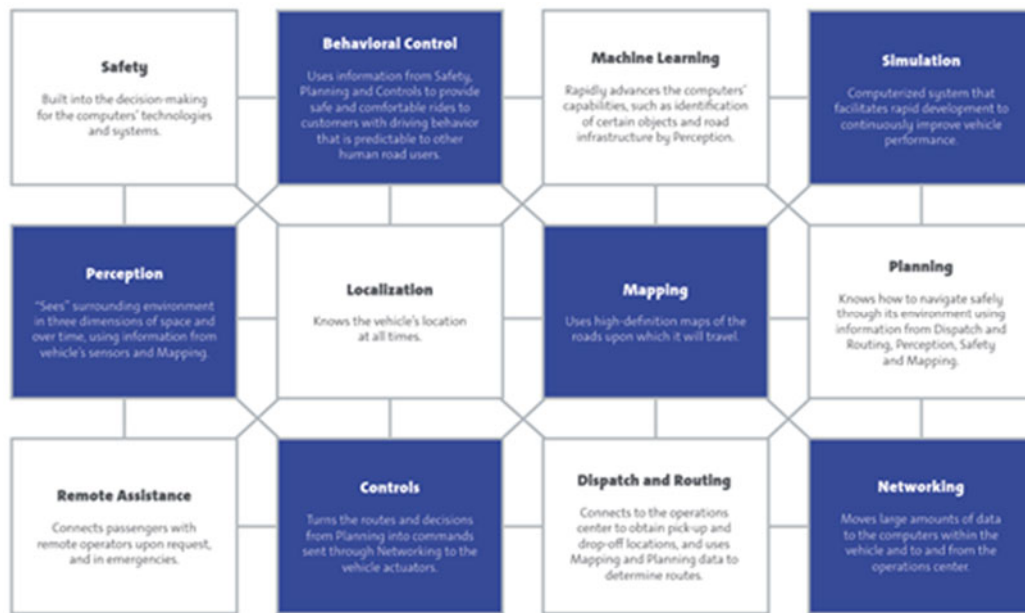 Safety
Built into the decision-making
for the computers' technologies
and systems.
Behavioral Control
Uses information from Safety,
Planning and Controls to provide
safe and comfortable rides to
customers with driving behavior
that is predictable to other
human road users.
Machine Learning
Rapidly advances the computers'
capabilities, such as identification
of certain objects and road
infrastructure by Perception.
Simulation
Computerized system that
facilitates rapid development to
continuously improve vehicle
performance.
Perception
"Sees" surrounding environment
in three dimensions of space and
over time, using information from
vehicle's sensors and Mapping.
Localization
Knows the vehicle's location
at all times.
Mapping
Uses high-definition maps of the
roads upon which it will travel.
Planning
Knows how to navigate safely
through its environment using
information from Dispatch and
Routing, Perception, Safety
and Mapping.
Remote Assistance
Connects passengers with
remote operators upon request,
and in emergencies.
Controls
Turns the routes and decisions
from Planning into commands
sent through Networking to the
vehicle actuators.
Dispatch and Routing
Connects to the operations
center to obtain pick-up and
drop-off locations, and uses
Mapping and Planning data to
determine routes.
Networking
Moves large amounts of data
to the computers within the
vehicle and to and from the
operations center.